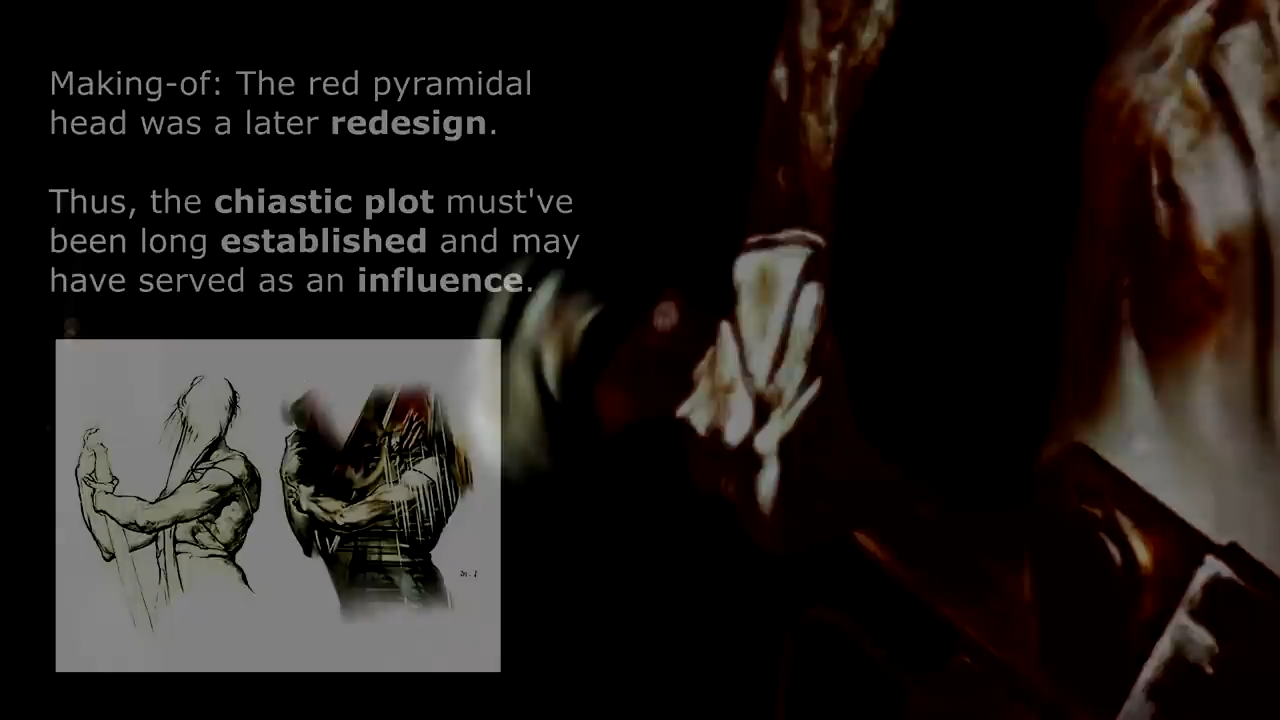 Making-of: The red pyramidal
head was a later redesign.
Thus, the chiastic plot must've
been long established and may
have served as an influence.